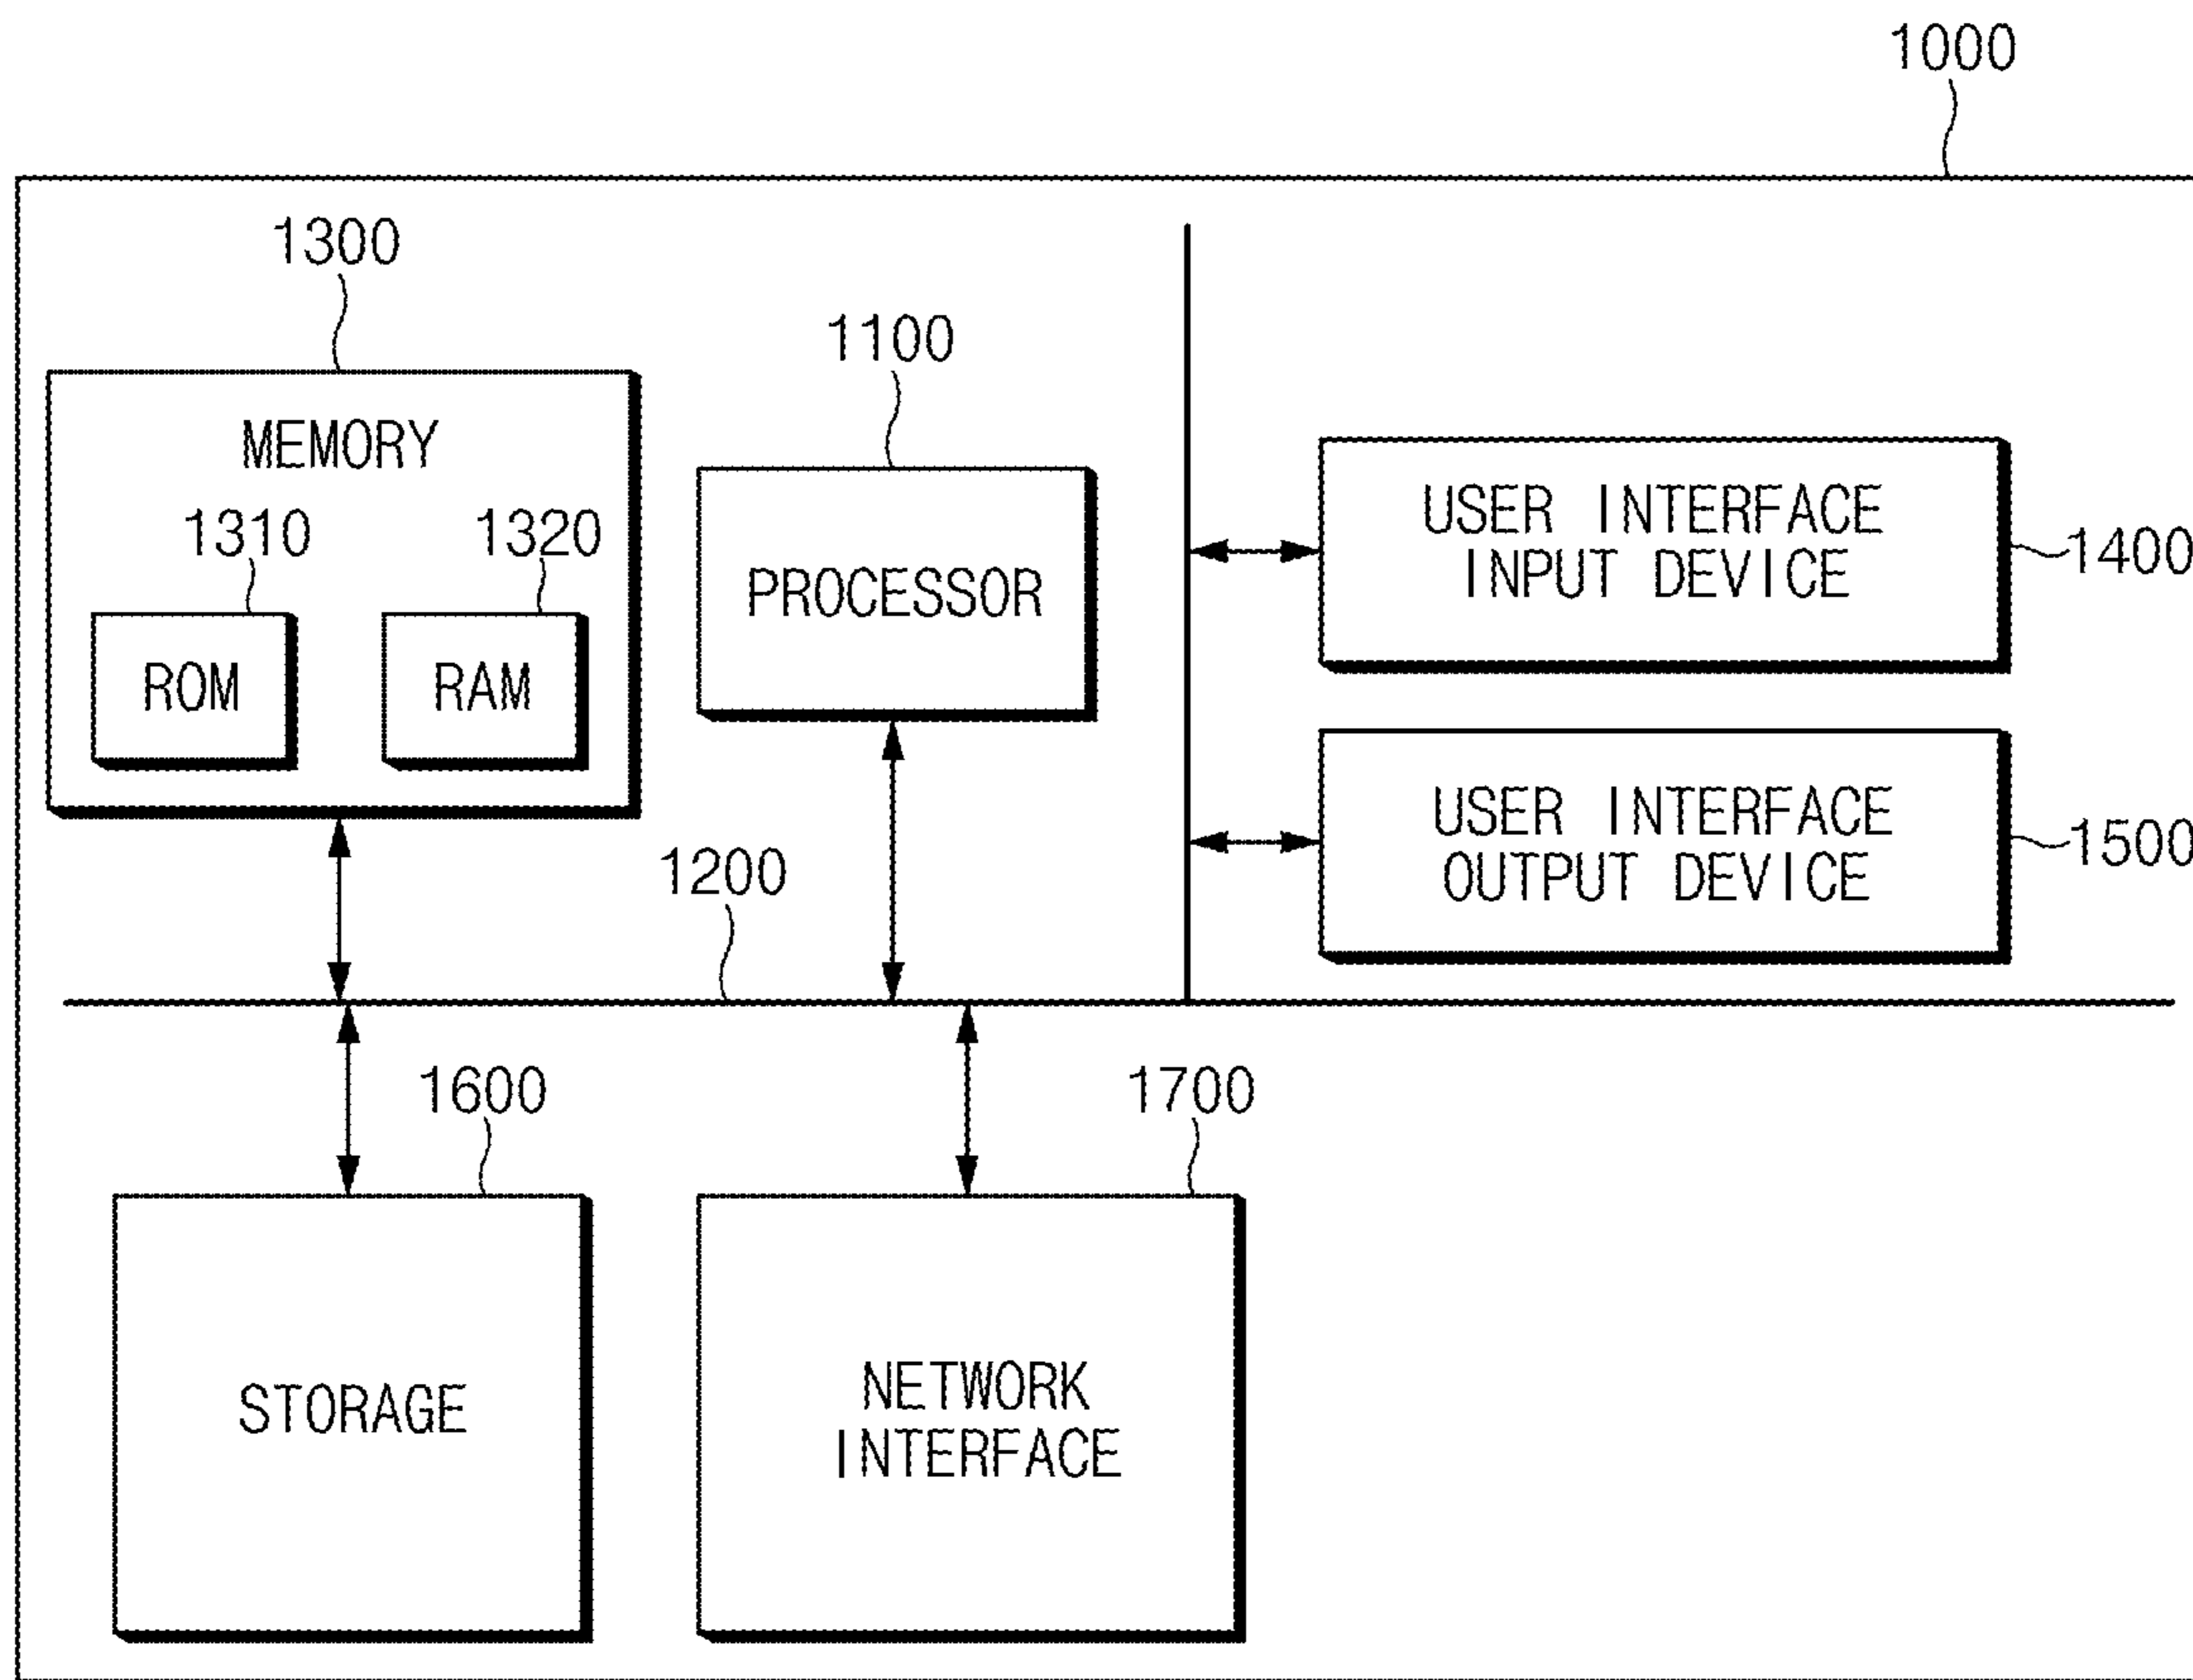 1000
1300
1100
MEMORY
1310
1320
ROM
RAM
PROCESSOR
USER INTERFACE
INPUT DEVICE
1400
USER INTERFACE
OUTPUT DEVICE
1500
1200
1600
1700
STORAGE
NETWORK
INTERFACE